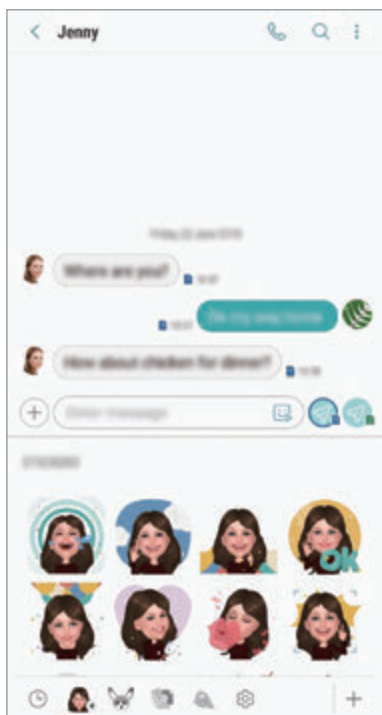 Jenny
Where are you?
On my way home
How about chicken for dinner?
Enter message
STICKERS
OK